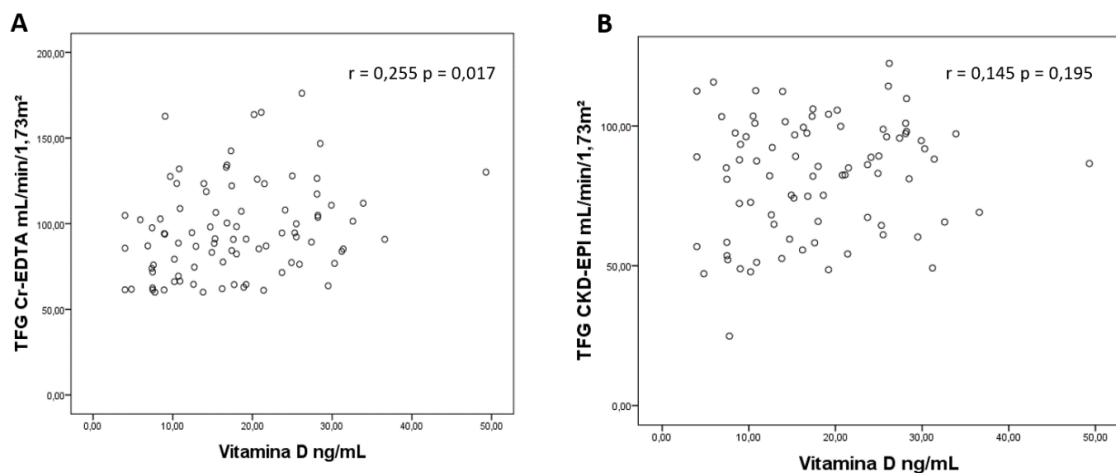 A
r = 0,255 p = 0,017
TFG Cr-EDTA mL/min/1,73m²
200,00
150,00
100,00
50,00
,00
0,00
10,00
20,00
30,00
40,00
50,00
Vitamina D ng/mL
B
r = 0,145 p = 0,195
TFG CKD-EPI mL/min/1,73m²
100,00
50,00
0,00
0,00
10,00
20,00
30,00
40,00
50,00
Vitamina D ng/mL